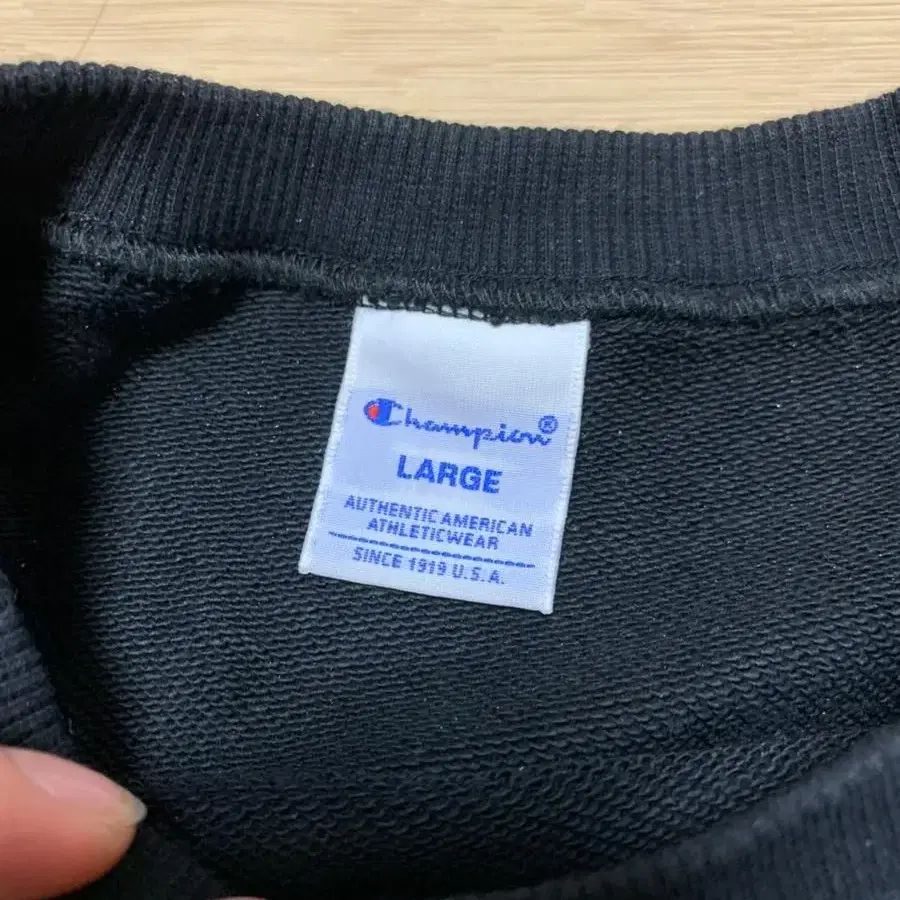 Champion®
LARGE
AUTHENTIC AMERICAN
ATHLETICWEAR
SINCE 1919 U.S.A.